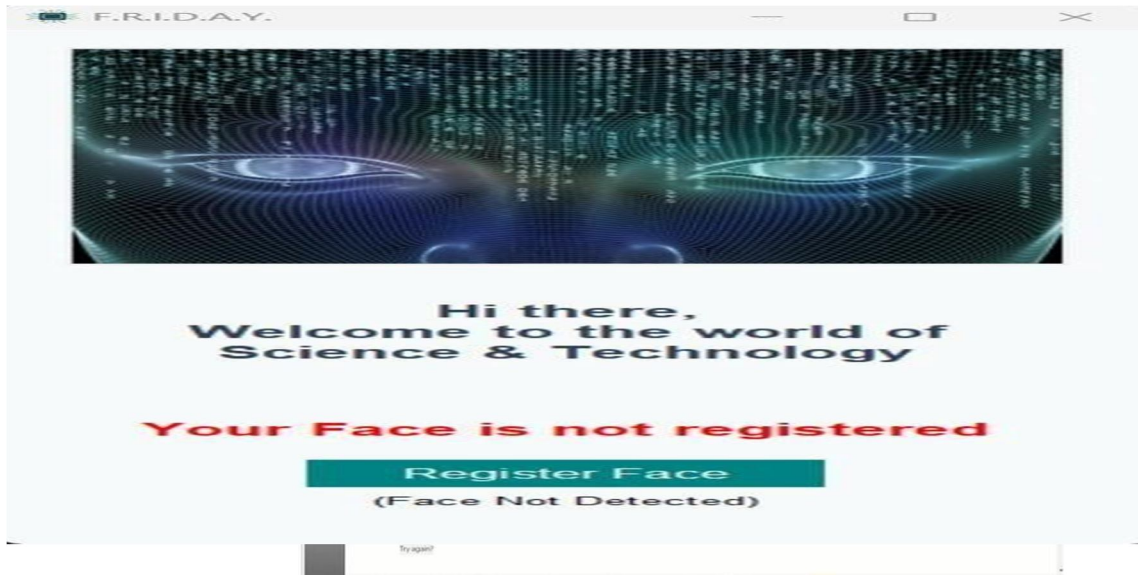 F.R.I.D.A.Y.
Hi there,
Welcome to the world of
Science & Technology
Your Face is not registered
Register Face
(Face Not Detected)
Try again?